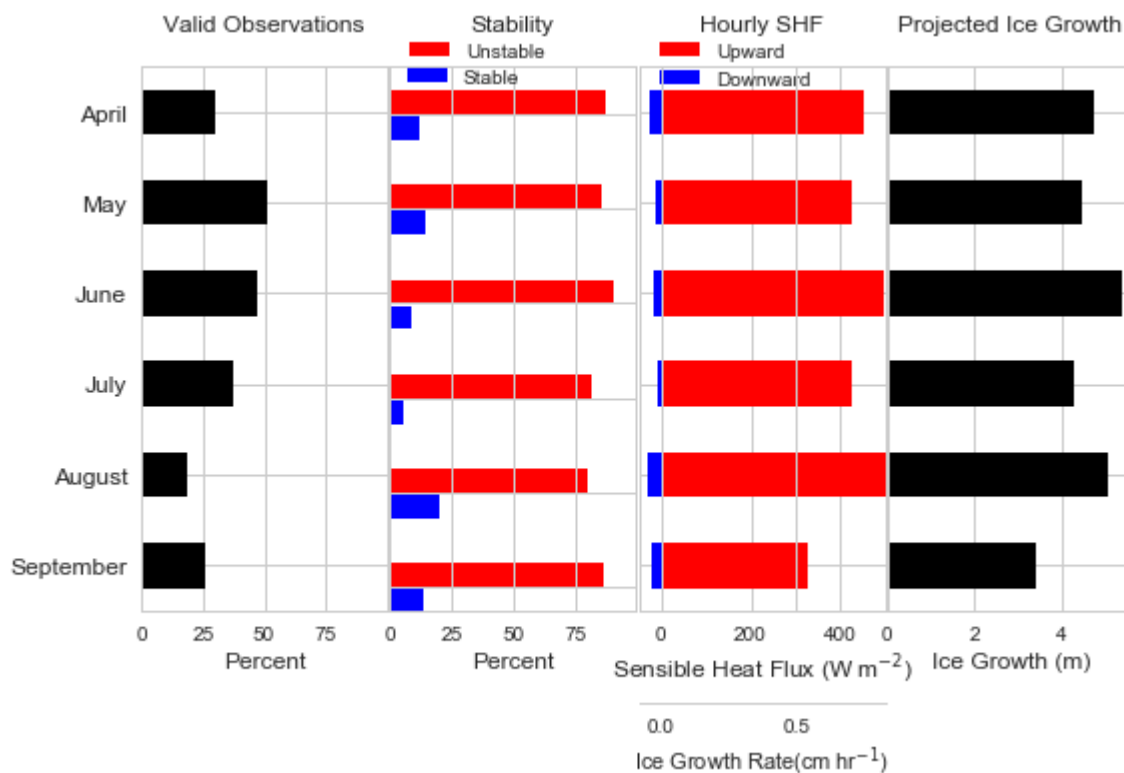 Valid Observations
Stability
Hourly SHF
Projected Ice Growth
Unstable
Stable
Upward
Downward
April
May
June
July
August
September
0 25 50 75
0 25 50 75
0 200 400
0 2 4
Percent
Percent
Sensible Heat Flux (W m⁻²)
Ice Growth (m)
0.0 0.5
Ice Growth Rate(cm hr⁻¹)